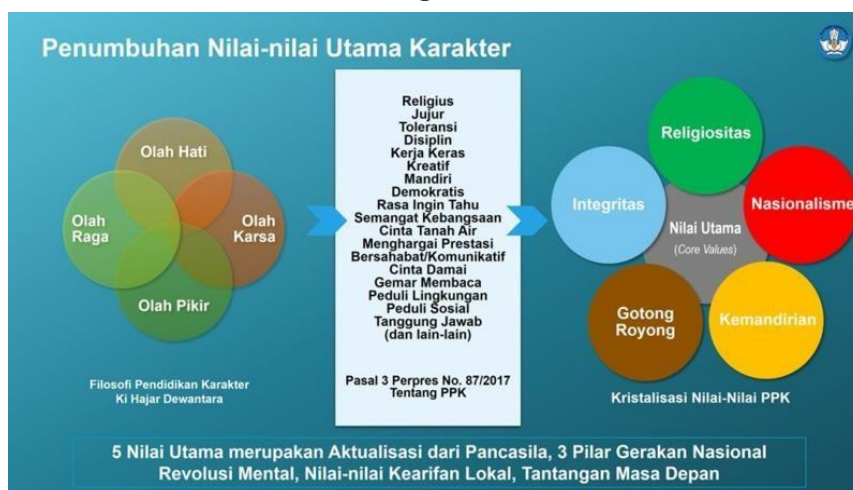 Penumbuhan Nilai-nilai Utama Karakter
Olah Hati
Olah
Raga
Olah
Karsa
Olah Pikir
Filosofi Pendidikan Karakter
Ki Hajar Dewantara
Religius
Jujur
Toleransi
Disiplin
Kerja Keras
Kreatif
Mandiri
Demokratis
Rasa Ingin Tahu
Semangat Kebangsaan
Cinta Tanah Air
Menghargai Prestasi
Bersahabat/Komunikatif
Cinta Damai
Gemar Membaca
Peduli Lingkungan
Peduli Sosial
Tanggung Jawab
(dan lain-lain)
Pasal 3 Perpres No. 87/2017
Tentang PPK
Religiositas
Integritas
Nasionalisme
Nilai Utama
(Core Values)
Gotong
Royong
Kemandirian
Kristalisasi Nilai-Nilai PPK
5 Nilai Utama merupakan Aktualisasi dari Pancasila, 3 Pilar Gerakan Nasional
Revolusi Mental, Nilai-nilai Kearifan Lokal, Tantangan Masa Depan